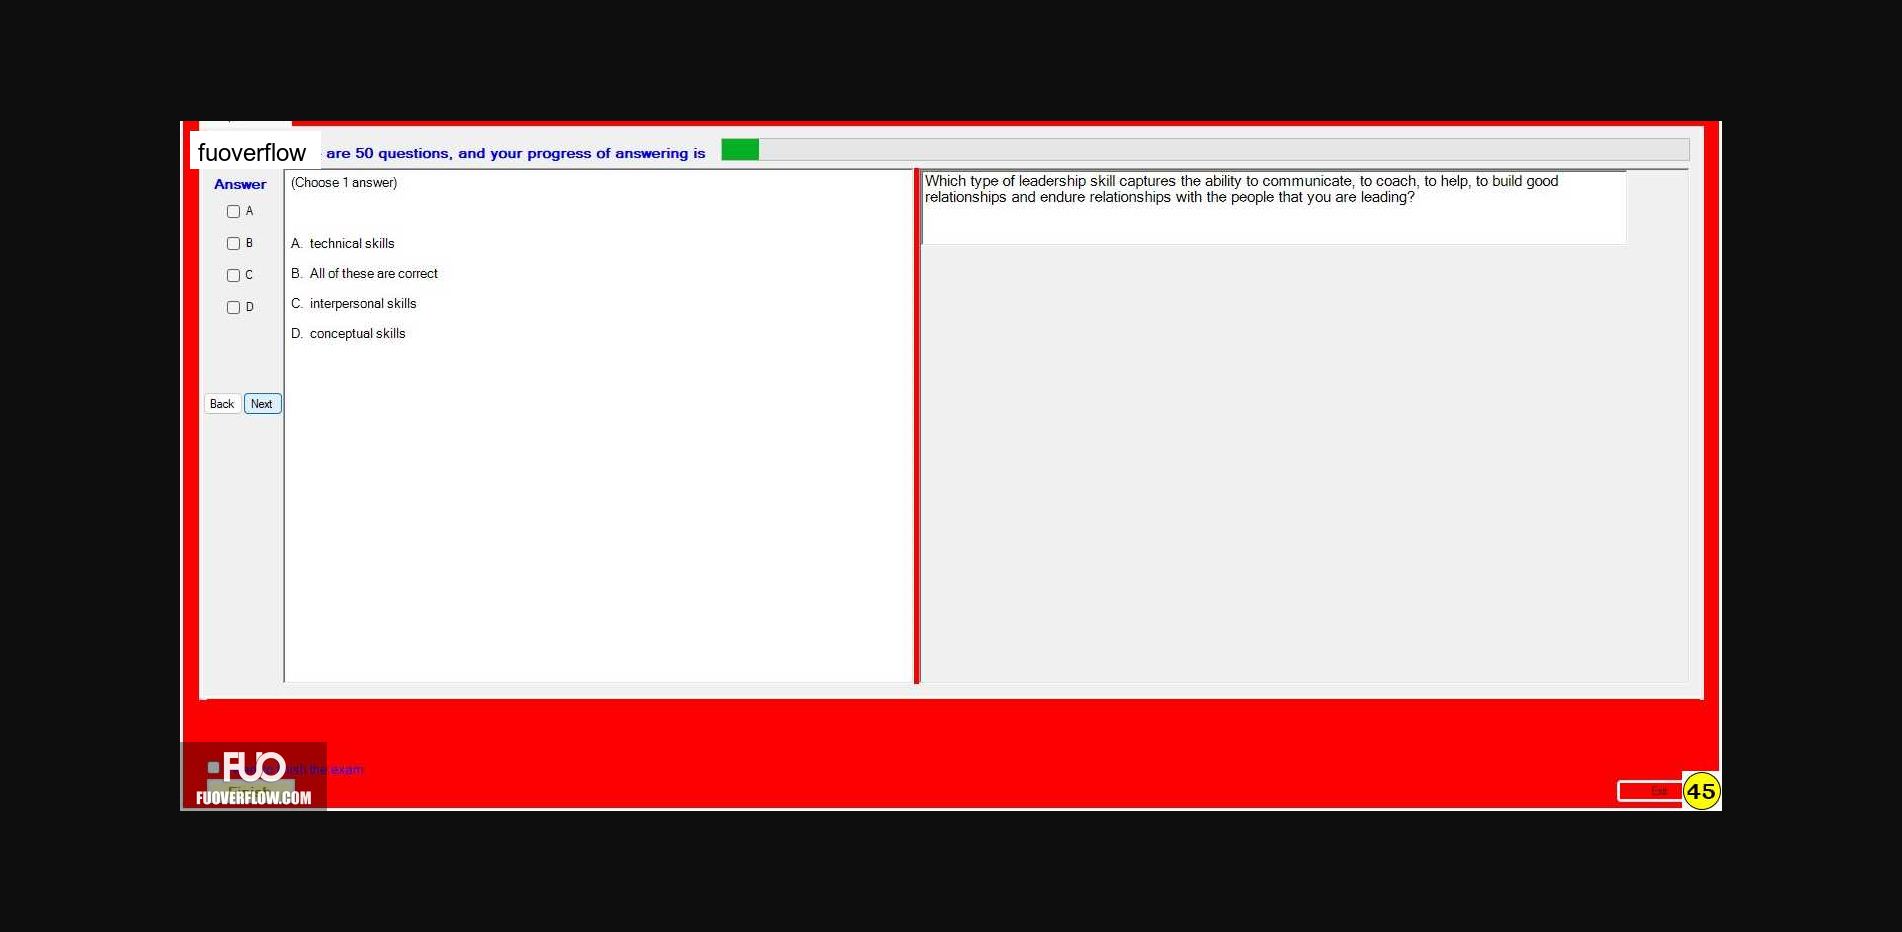 fuoverflow are 50 questions, and your progress of answering is
Answer
A
B
C
D
Back Next
(Choose 1 answer)
A. technical skills
B. All of these are correct
C. interpersonal skills
D. conceptual skills
Which type of leadership skill captures the ability to communicate, to coach, to help, to build good
relationships and endure relationships with the people that you are leading?
FUO
the exam
Finish
FUOVERFLOW.COM
Exit
45